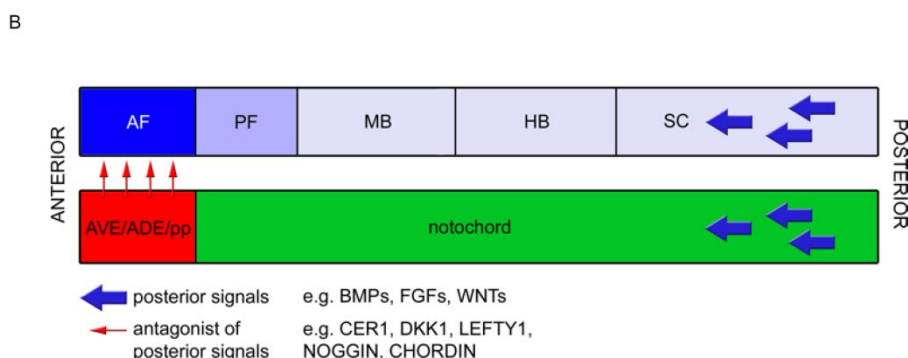 B
ANTERIOR
AF PF MB HB SC
POSTERIOR
AVE/ADE/pp notochord
posterior signals e.g. BMPs, FGFs, WNTs
antagonist of e.g. CER1, DKK1, LEFTY1,
posterior signals NOGGIN, CHORDIN